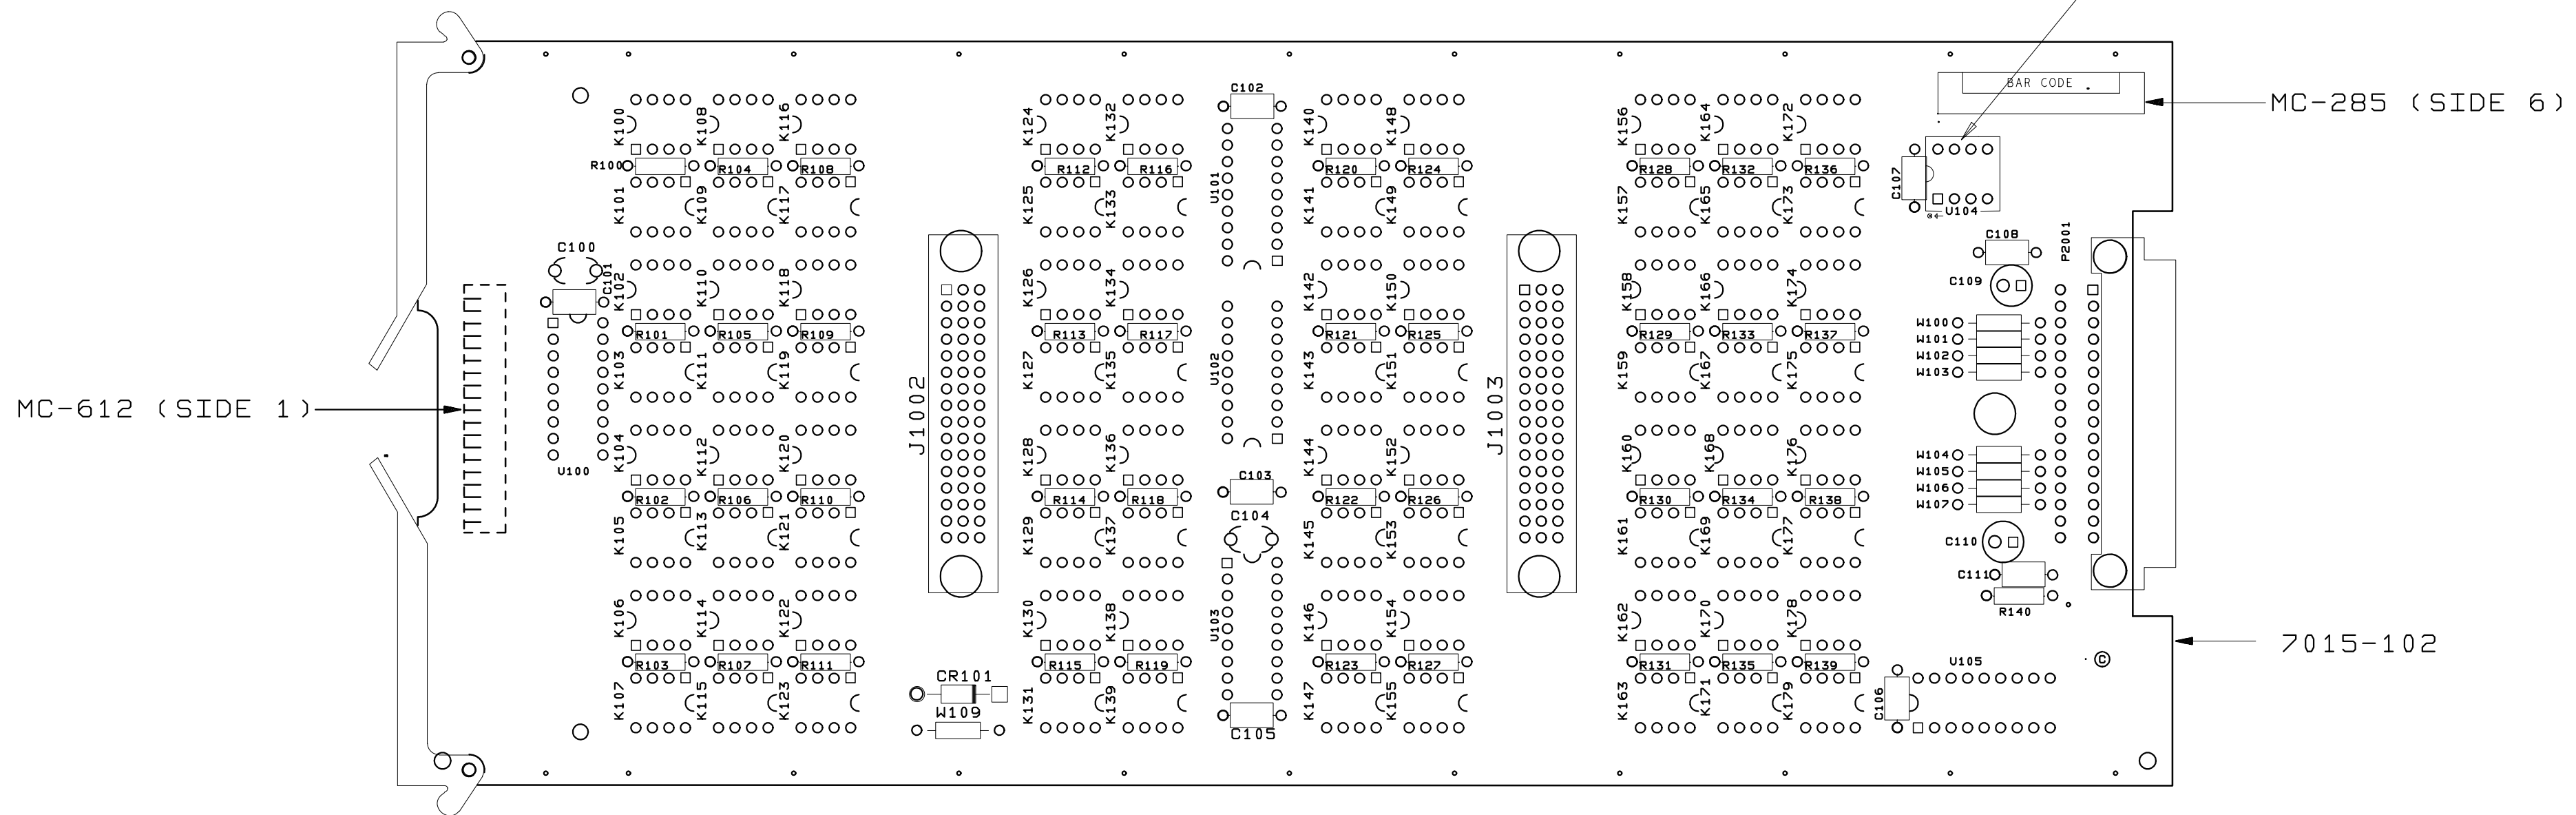 C102
BAR CODE
MC-285 (SIDE 6)
K100 K108 K116 K124 K132 K140 K148 K156 K164 K172
R100 R104 R108 R112 R116 R120 R124 R128 R132 R136
U101
C107
K101 K109 K117 K125 K133 K141 K149 K157 K165 K173
U104
C100
C108
P2001
C101
K102 K110 K118 K126 K134 K142 K150 K158 K166 K174
C109
R101 R105 R109 R113 R117 R121 R125 R129 R133 R137
W100
W101
W102
W103
K103 K111 K119 K127 K135 U102 K143 K151 K159 K167 K175
MC-612 (SIDE 1)
J1002
J1003
K104 K112 K120 K128 K136 K144 K152 K160 K168 K176
U100
W104
W105
W106
W107
C103
R102 R106 R110 R114 R118 R122 R126 R130 R134 R138
C104
K105 K113 K121 K129 K137 K145 K153 K161 K169 K177
C110
C111
R140
K106 K114 K122 K130 K138 U103 K146 K154 K162 K170 K178
7015-102
R103 R107 R111 R115 R119 R123 R127 R131 R135 R139
U105
©
CR101
K107 K115 K123 K131 K139 K147 K155 K163 K171 K179
C106
W109
C105